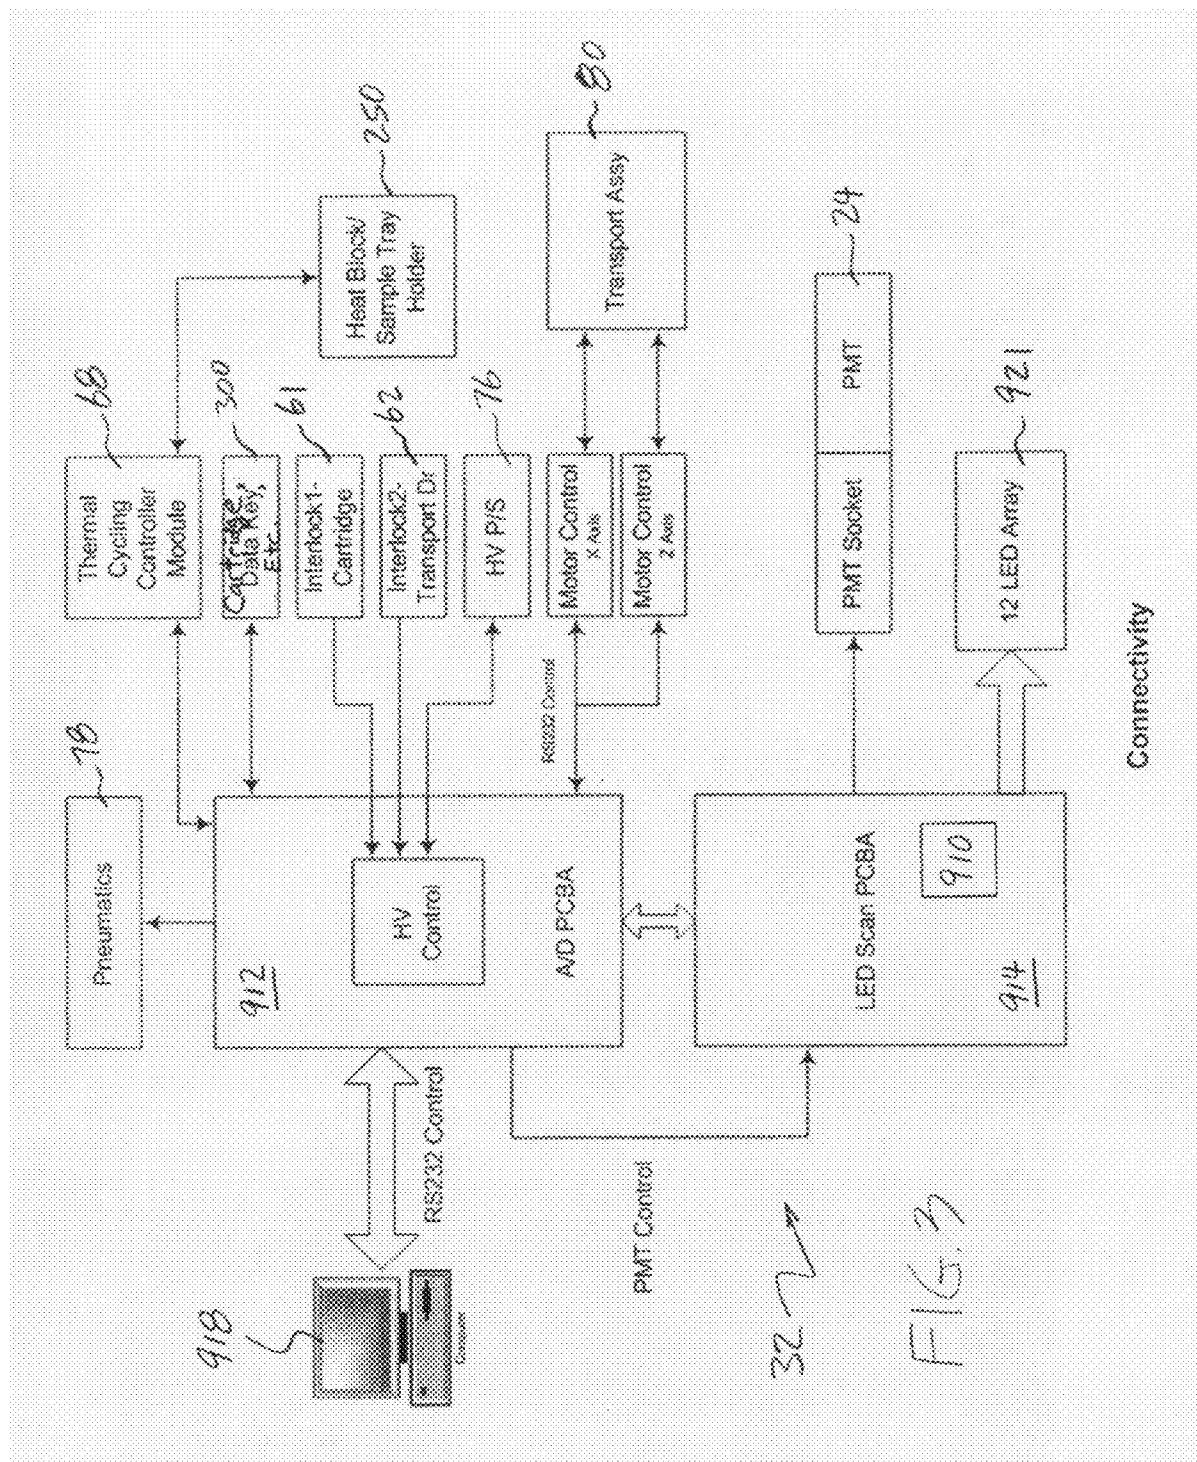 918
RS232 Control
PMT Control
32
FIG. 3
Pneumatics
78
912
HV
Control
A/D PCBA
LED Scan PCBA
910
914
Thermal
Cycling
Controller
Module
68
Cartridge
Data Key,
Etc.
300
Interlock1-
Cartridge
61
Interlock2-
Transport Dr
62
HV P/S
76
Motor Control
X Axis
Motor Control
Z Axis
RS232 Control
Heat Block/
Sample Tray
Holder
250
Transport Assy
80
PMT Socket
PMT
24
12 LED Array
921
Connectivity